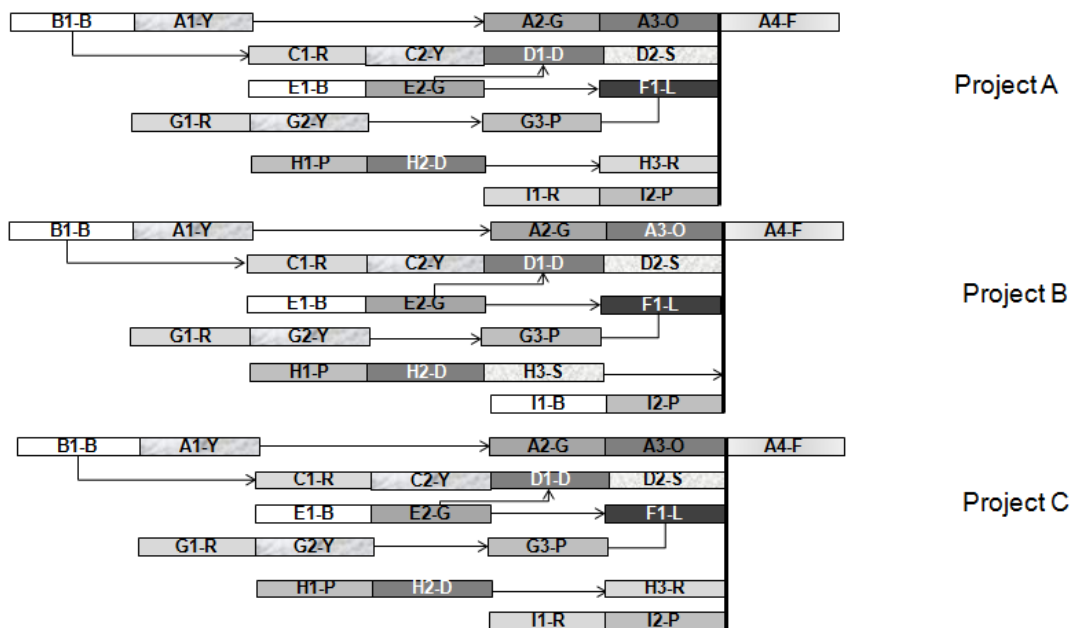 B1-B A1-Y A2-G A3-O A4-F
C1-R C2-Y D1-D D2-S
E1-B E2-G F1-L
Project A
G1-R G2-Y G3-P
H1-P H2-D H3-R
I1-R I2-P
B1-B A1-Y A2-G A3-O A4-F
C1-R C2-Y D1-D D2-S
E1-B E2-G F1-L
Project B
G1-R G2-Y G3-P
H1-P H2-D H3-S
I1-B I2-P
B1-B A1-Y A2-G A3-O A4-F
C1-R C2-Y D1-D D2-S
E1-B E2-G F1-L
Project C
G1-R G2-Y G3-P
H1-P H2-D H3-R
I1-R I2-P